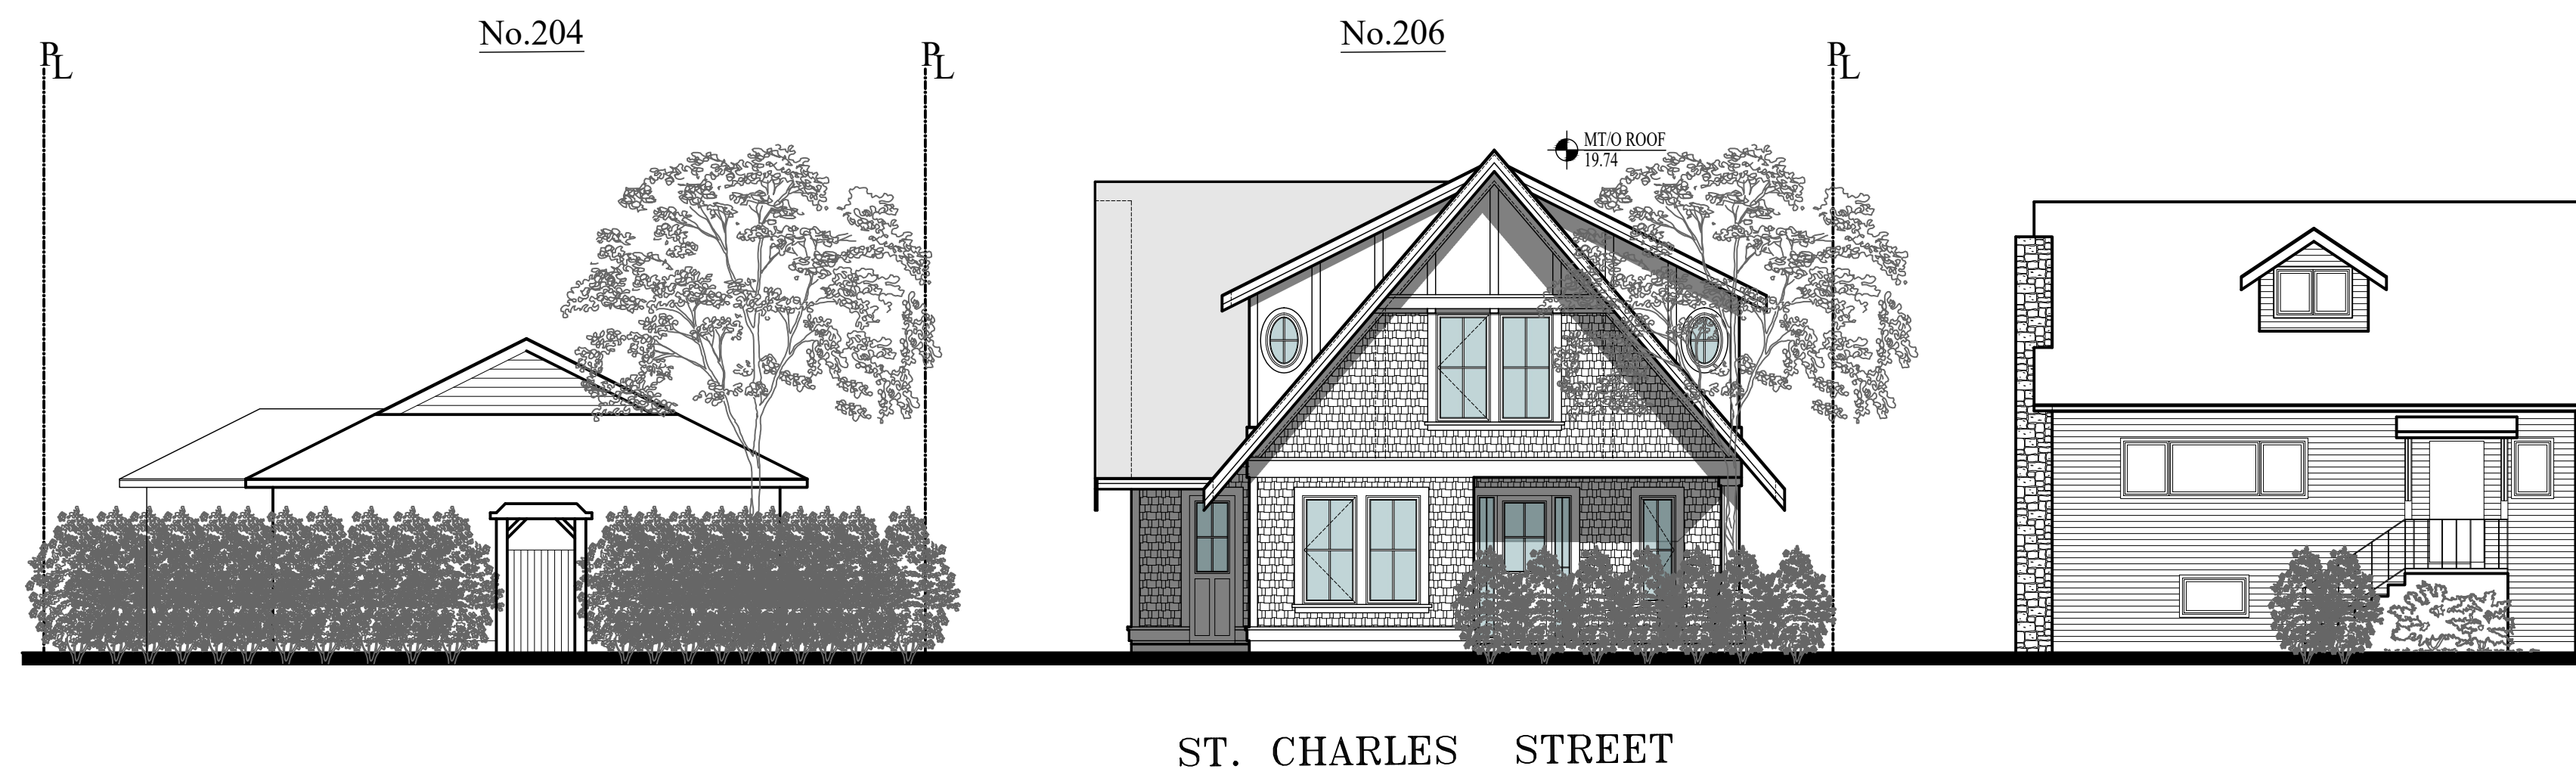 No.204
No.206
PL
PL
PL
MT/O ROOF
19.74
ST. CHARLES STREET